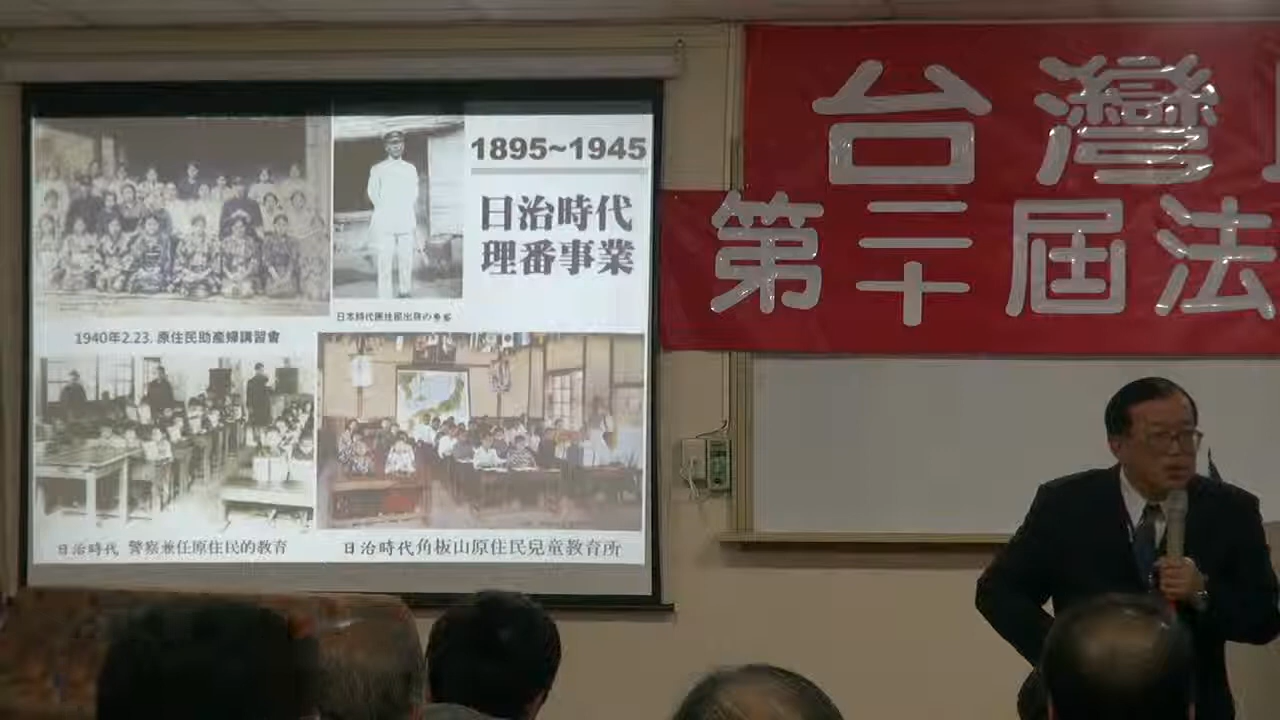 1895~1945
日治時代
理番事業
1940年2.23. 原住民助產婦講習會
日治時代 警察兼任原住民的教育
日治時代角板山原住民兒童教育所
台灣
第二十屆法